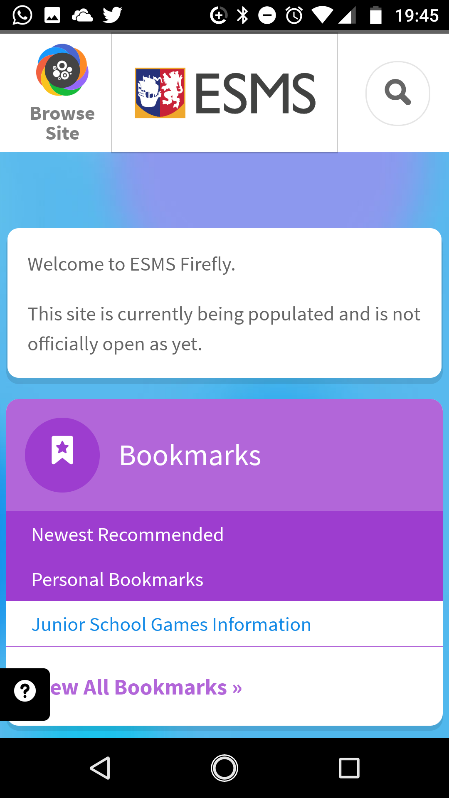 19:45
Browse
Site
ESMS
Welcome to ESMS Firefly.
This site is currently being populated and is not
officially open as yet.
Bookmarks
Newest Recommended
Personal Bookmarks
Junior School Games Information
?
ew All Bookmarks »